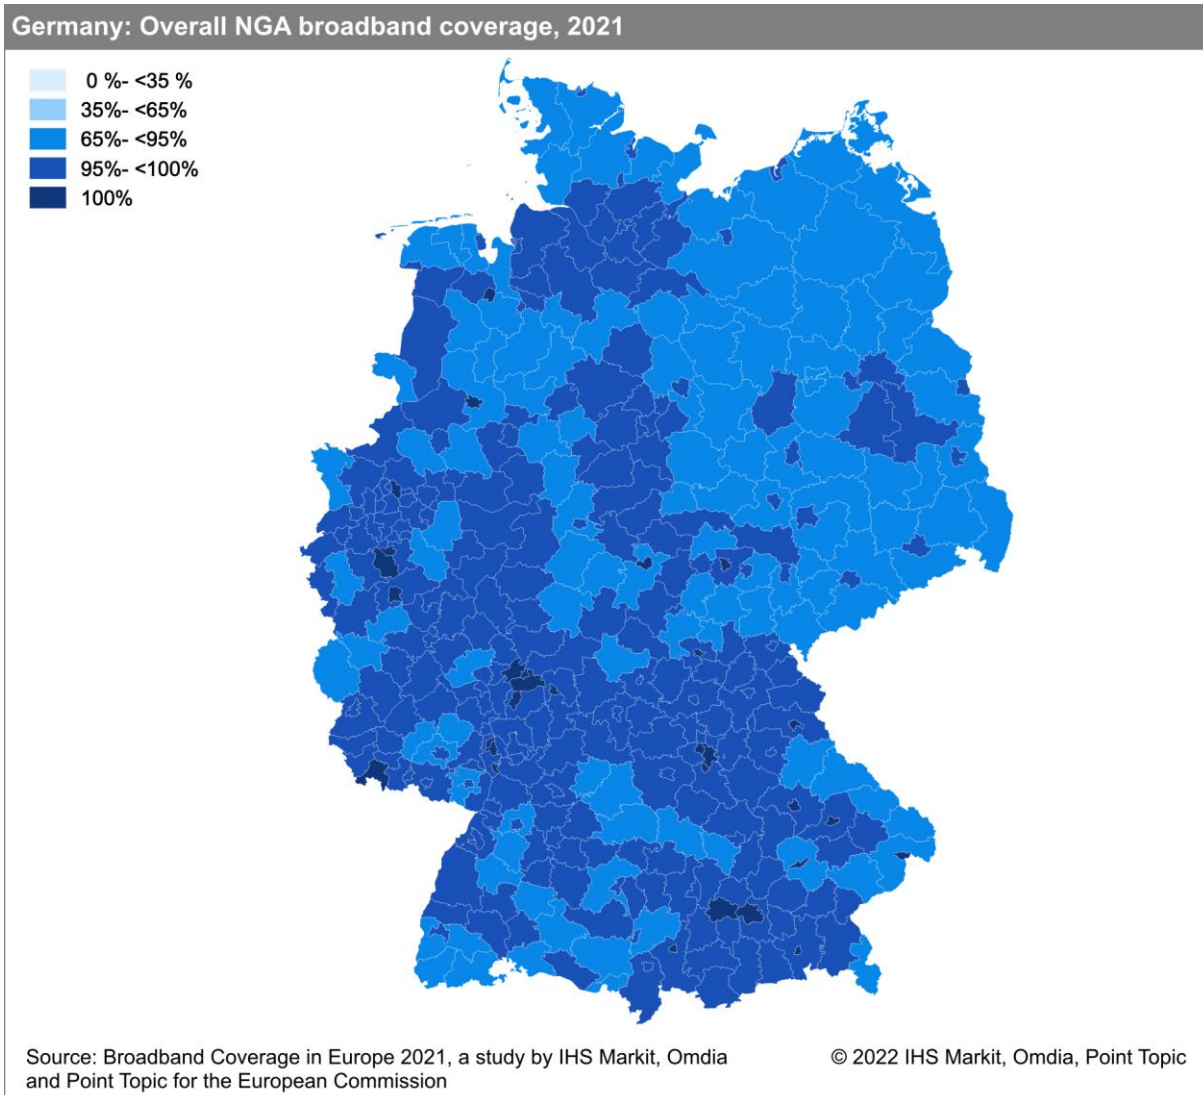 Germany: Overall NGA broadband coverage, 2021
0 %- <35 %
35%- <65%
65%- <95%
95%- <100%
100%
Source: Broadband Coverage in Europe 2021, a study by IHS Markit, Omdia
and Point Topic for the European Commission
© 2022 IHS Markit, Omdia, Point Topic